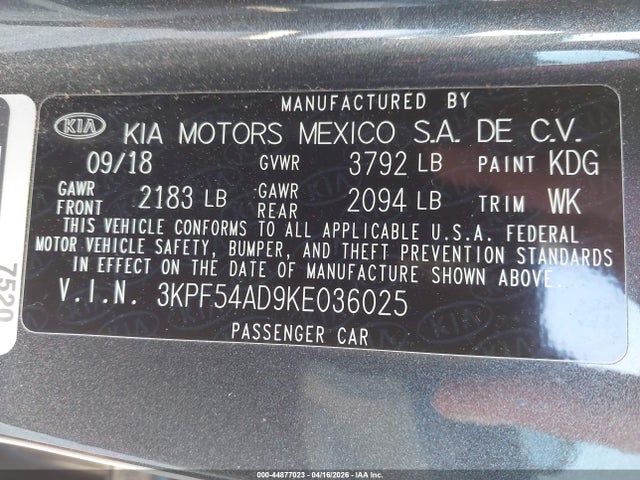 MANUFACTURED BY
KIA KIA MOTORS MEXICO S.A. DE C.V.
09/18 GVWR 3792 LB PAINT KDG
GAWR FRONT 2183 LB GAWR REAR 2094 LB TRIM WK
THIS VEHICLE CONFORMS TO ALL APPLICABLE U.S.A. FEDERAL
MOTOR VEHICLE SAFETY, BUMPER, AND THEFT PREVENTION STANDARDS
IN EFFECT ON THE DATE OF MANUFACTURE SHOWN ABOVE.
V.I.N. 3KPF54AD9KE036025
PASSENGER CAR
7520
000-44877023 - 04/16/2026 - IAA Inc.